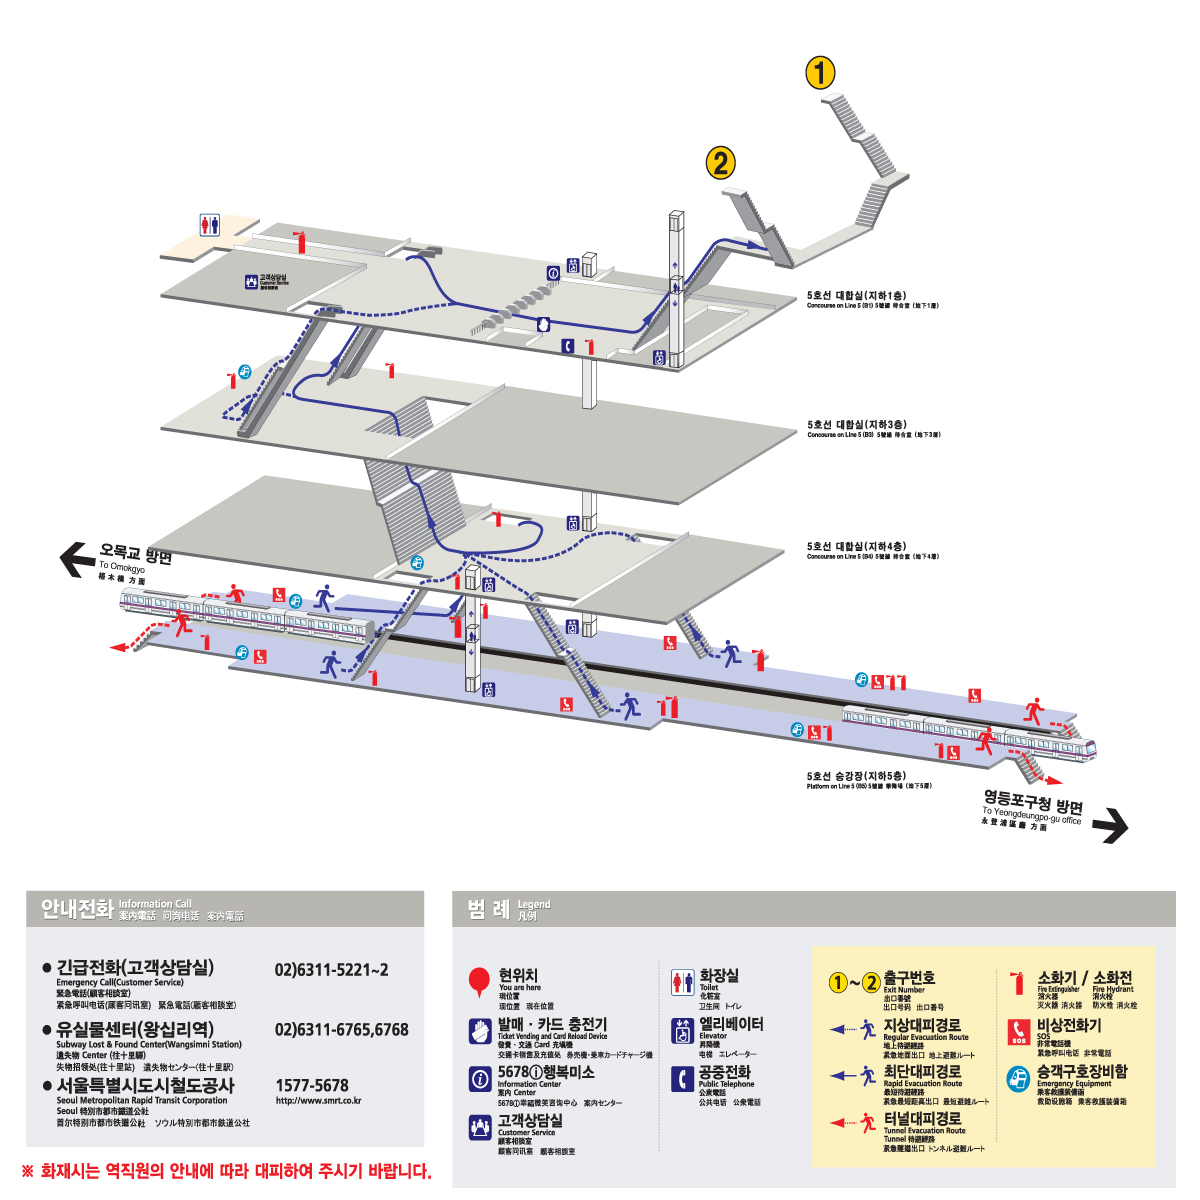 1
2
고객상담실
Customer Service
顧客相談室
5호선 대합실(지하1층)
Concourse on Line 5 (B1) 5號線 待合室 (地下1層)
5호선 대합실(지하3층)
Concourse on Line 5 (B3) 5號線 待合室 (地下3層)
5호선 대합실(지하4층)
Concourse on Line 5 (B4) 5號線 待合室 (地下4層)
오목교 방면
To Omokgyo
梧木橋 方面
SOS
SOS
SOS
SOS
SOS
SOS
SOS
SOS
5호선 승강장(지하5층)
Platform on Line 5 (B5) 5號線 乘降場 (地下5層)
영등포구청 방면
To Yeongdeungpo-gu office
永登浦區廳 方面
안내전화 Information Call
案內電話 问询电话 案內電話
● 긴급전화(고객상담실) 02)6311-5221~2
Emergency Call(Customer Service)
緊急電話(顧客相談室)
紧急呼叫电话(顾客问讯室) 緊急電話(顧客相談室)
● 유실물센터(왕십리역) 02)6311-6765,6768
Subway Lost & Found Center(Wangsimni Station)
遺失物 Center (往十里驛)
失物招领处(往十里站) 遺失物センター(往十里駅)
● 서울특별시도시철도공사 1577-5678
Seoul Metropolitan Rapid Transit Corporation http://www.smrt.co.kr
Seoul 特別市都市鐵道公社
首尔特別市都市铁道公社 ソウル特別市都市鉄道公社
※ 화재시는 역직원의 안내에 따라 대피하여 주시기 바랍니다.
범 례 Legend
凡例
현위치
You are here
現位置
现位置 現在位置
발매 · 카드 충전기
Ticket Vending and Card Reload Device
發賣 · 交通 Card 充塡機
交通卡销售及充值处 券売機·乗車カードチャージ機
5678ⓘ행복미소
Information Center
案內 Center
5678ⓘ幸福微笑咨询中心 案内センター
고객상담실
Customer Service
顧客相談室
顾客问讯室 顧客相談室
화장실
Toilet
化粧室
卫生间 トイレ
엘리베이터
Elevator
昇降機
电梯 エレベーター
공중전화
Public Telephone
公衆電話
公共电话 公衆電話
1 ~ 2 출구번호
Exit Number
出口番號
出口号码 出口番号
지상대피경로
Regular Evacuation Route
地上待避經路
紧急地面出口 地上避難ルート
최단대피경로
Rapid Evacuation Route
最短待避經路
紧急最短距离出口 最短避難ルート
터널대피경로
Tunnel Evacuation Route
Tunnel 待避經路
紧急隧道出口 トンネル避難ルート
소화기 / 소화전
Fire Extinguisher Fire Hydrant
消火器 消火栓
灭火器 消火器 防火栓 消火栓
SOS
비상전화기
SOS
非常電話機
紧急呼叫电话 非常電話
승객구호장비함
Emergency Equipment
乘客救護裝備函
救助设施箱 乗客救護装備箱